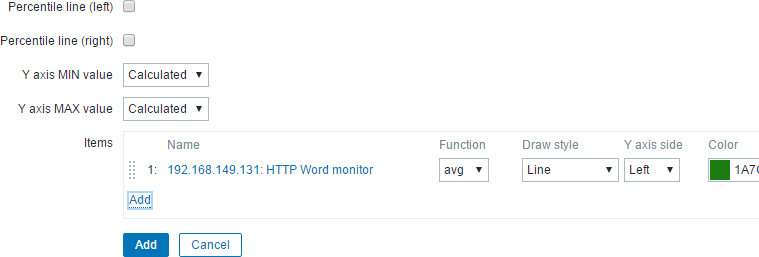 Percentile line (left)
Percentile line (right)
Y axis MIN value Calculated
Y axis MAX value Calculated
Items Name Function Draw style Y axis side Color
1: 192.168.149.131: HTTP Word monitor avg Line Left
Add
Add Cancel